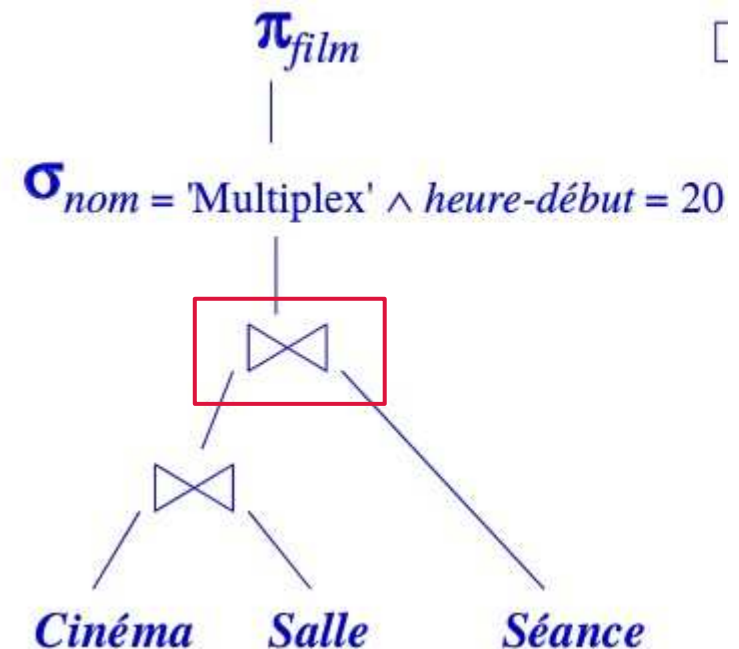 π film
σ nom = 'Multiplex' ∧ heure-début = 20
⋈
⋈
Cinéma Salle Séance